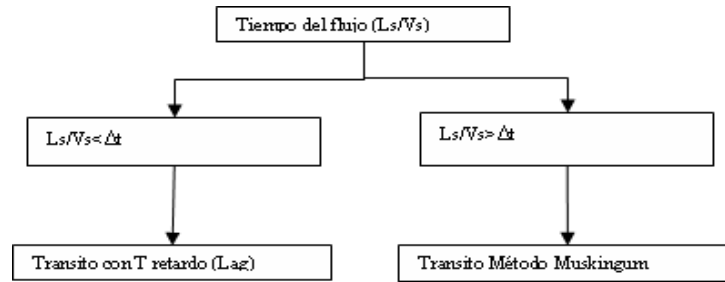 Tiempo del flujo (Ls/Vs)
Ls/Vs<Δt
Ls/Vs>Δt
Transito con T retardo (Lag)
Transito Método Muskingum